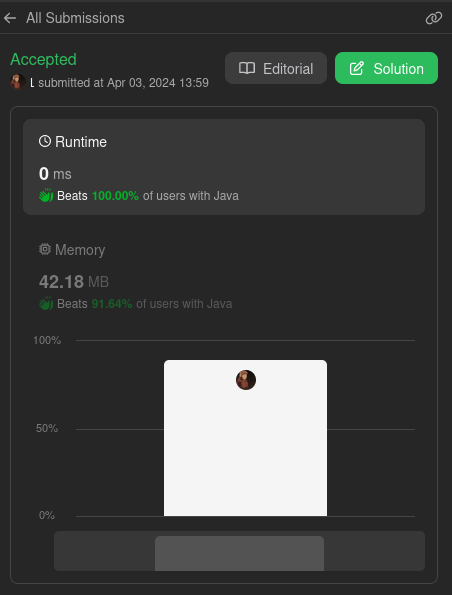 All Submissions
Accepted
L submitted at Apr 03, 2024 13:59
Editorial
Solution
Runtime
0 ms
Beats 100.00% of users with Java
Memory
42.18 MB
Beats 91.64% of users with Java
100%
50%
0%